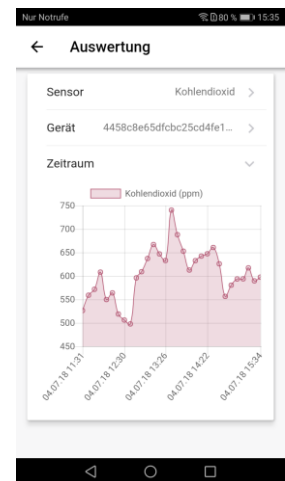 Nur Notrufe 80 % 15:35
Auswertung
Sensor Kohlendioxid
Gerät 4458c8e65dfcbc25cd4fe1...
Zeitraum
Kohlendioxid (ppm)
750
700
650
600
550
500
450
04.07.18 11:31
04.07.18 12:30
04.07.18 13:26
04.07.18 14:22
04.07.18 15:34